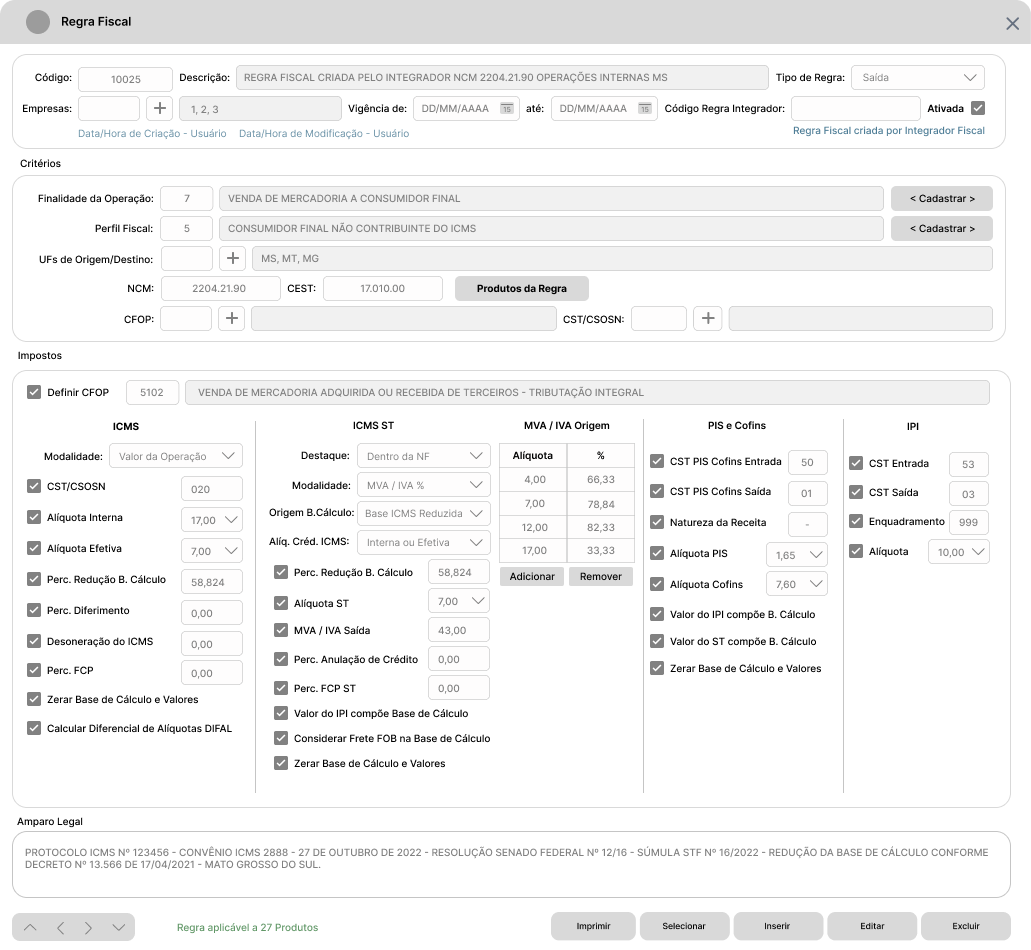 Regra Fiscal
Código: 10025 Descrição: REGRA FISCAL CRIADA PELO INTEGRADOR NCM 2204.21.90 OPERAÇÕES INTERNAS MS Tipo de Regra: Saída
Empresas: 1, 2, 3 Vigência de: DD/MM/AAAA 15 até: DD/MM/AAAA 15 Código Regra Integrador: Ativada
Data/Hora de Criação - Usuário Data/Hora de Modificação - Usuário Regra Fiscal criada por Integrador Fiscal
Critérios
Finalidade da Operação: 7 VENDA DE MERCADORIA A CONSUMIDOR FINAL < Cadastrar >
Perfil Fiscal: 5 CONSUMIDOR FINAL NÃO CONTRIBUINTE DO ICMS < Cadastrar >
UFs de Origem/Destino: MS, MT, MG
NCM: 2204.21.90 CEST: 17.010.00 Produtos da Regra
CFOP: CST/CSOSN:
Impostos
Definir CFOP 5102 VENDA DE MERCADORIA ADQUIRIDA OU RECEBIDA DE TERCEIROS - TRIBUTAÇÃO INTEGRAL
ICMS
Modalidade: Valor da Operação
CST/CSOSN 020
Alíquota Interna 17,00
Alíquota Efetiva 7,00
Perc. Redução B. Cálculo 58,824
Perc. Diferimento 0,00
Desoneração do ICMS 0,00
Perc. FCP 0,00
Zerar Base de Cálculo e Valores
Calcular Diferencial de Alíquotas DIFAL
ICMS ST
Destaque: Dentro da NF
Modalidade: MVA / IVA %
Origem B.Cálculo: Base ICMS Reduzida
Alíq. Créd. ICMS: Interna ou Efetiva
Perc. Redução B. Cálculo 58,824
Alíquota ST 7,00
MVA / IVA Saída 43,00
Perc. Anulação de Crédito 0,00
Perc. FCP ST 0,00
Valor do IPI compõe Base de Cálculo
Considerar Frete FOB na Base de Cálculo
Zerar Base de Cálculo e Valores
MVA / IVA Origem
Alíquota %
4,00 66,33
7,00 78,84
12,00 82,33
17,00 33,33
Adicionar Remover
PIS e Cofins
CST PIS Cofins Entrada 50
CST PIS Cofins Saída 01
Natureza da Receita -
Alíquota PIS 1,65
Alíquota Cofins 7,60
Valor do IPI compõe B. Cálculo
Valor do ST compõe B. Cálculo
Zerar Base de Cálculo e Valores
IPI
CST Entrada 53
CST Saída 03
Enquadramento 999
Alíquota 10,00
Amparo Legal
PROTOCOLO ICMS Nº 123456 - CONVÊNIO ICMS 2888 - 27 DE OUTUBRO DE 2022 - RESOLUÇÃO SENADO FEDERAL Nº 12/16 - SÚMULA STF Nº 16/2022 - REDUÇÃO DA BASE DE CÁLCULO CONFORME
DECRETO Nº 13.566 DE 17/04/2021 - MATO GROSSO DO SUL.
Regra aplicável a 27 Produtos Imprimir Selecionar Inserir Editar Excluir